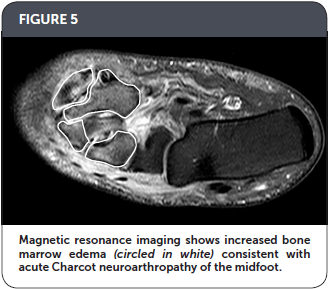 FIGURE 5
Magnetic resonance imaging shows increased bone
marrow edema (circled in white) consistent with
acute Charcot neuroarthropathy of the midfoot.